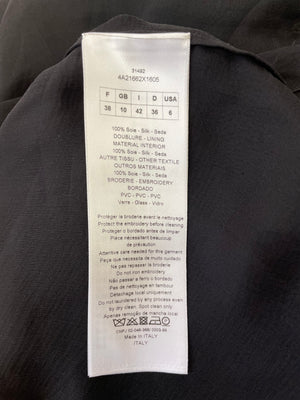 31492
4A21662X1605
F GB I D USA
38 10 42 36 6
100% Soie - Silk - Seda
DOUBLURE - LINING
MATERIAL INTERIOR
100% Soie - Silk - Seda
AUTRE TISSU - OTHER TEXTILE
OUTROS MATERIAIS
100% Soie - Silk - Seda
BRODERIE - EMBROIDERY
BORDADO
PVC - PVC - PVC
Verre - Glass - Vidro
Protéger la broderie avant le nettoyage
Protect the embroidery before cleaning
Protéger o bordado antes de limpar
Pièce nécessitant beaucoup
de précaution
Attentive care needed for this garment
Peça que necessita de muito cuidado
Ne pas repasser la broderie
Do not iron embroidery
Não passar a ferro o bordado
Pas de nettoyage en tambour
Détachage local uniquement
Do not laundered by any process even
by dry clean. Spot clean only.
Made in ITALY
ITALY